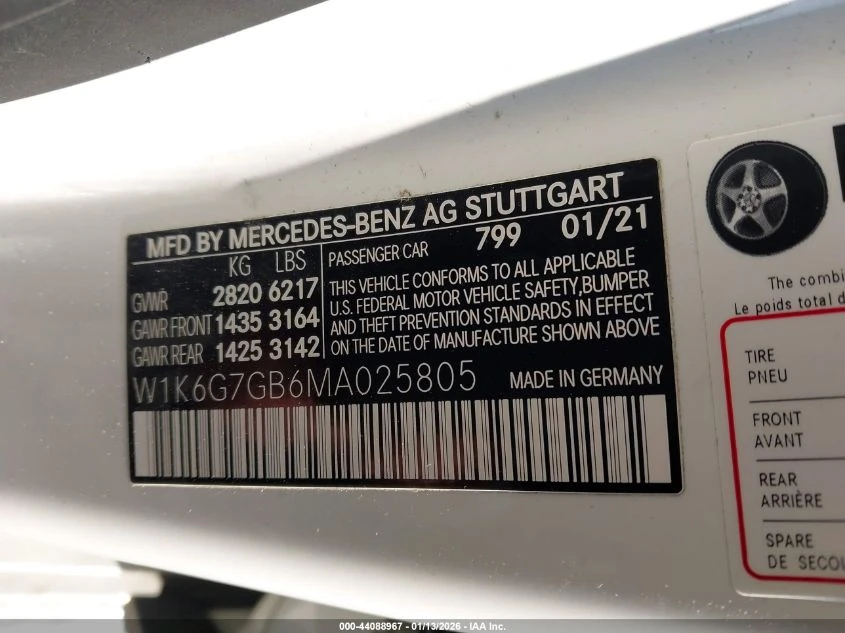 MFD BY MERCEDES-BENZ AG STUTTGART
KG LBS
GVWR 2820 6217
GAWR FRONT 1435 3164
GAWR REAR 1425 3142
PASSENGER CAR 799 01/21
THIS VEHICLE CONFORMS TO ALL APPLICABLE
U.S. FEDERAL MOTOR VEHICLE SAFETY,BUMPER
AND THEFT PREVENTION STANDARDS IN EFFECT
ON THE DATE OF MANUFACTURE SHOWN ABOVE
W1K6G7GB6MA025805 MADE IN GERMANY
The combi
Le poids total d
TIRE
PNEU
FRONT
AVANT
REAR
ARRIÈRE
SPARE
DE SECOU
000-44088967 - 01/13/2026 - IAA Inc.